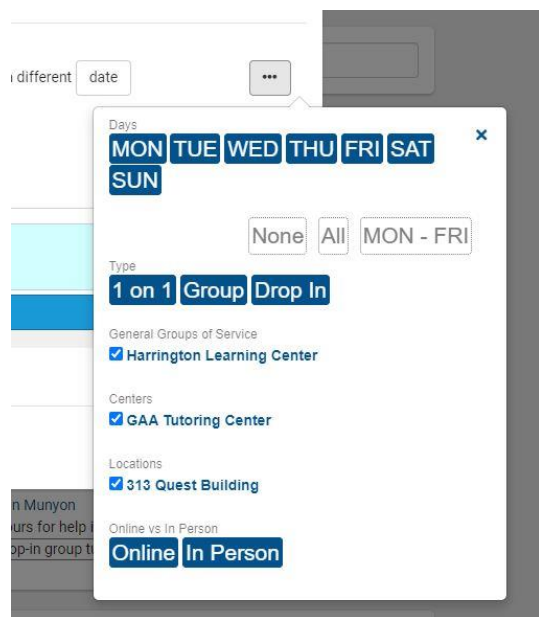 different date •••
Days
MON TUE WED THU FRI SAT
SUN
None All MON - FRI
Type
1 on 1 Group Drop In
General Groups of Service
Harrington Learning Center
Centers
GAA Tutoring Center
Locations
313 Quest Building
n Munyon
Online vs In Person
urs for help i
op-in group tu
Online In Person